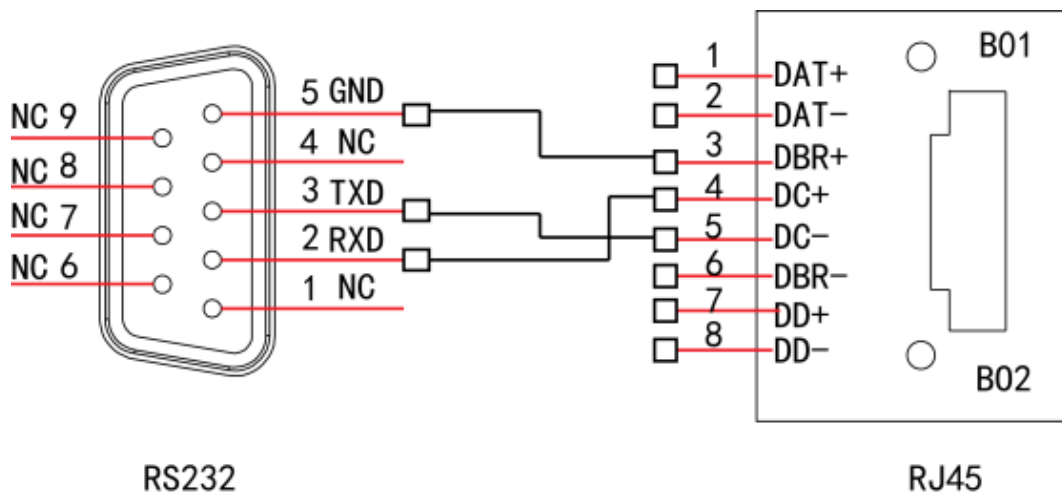 NC 9
NC 8
NC 7
NC 6
5 GND
4 NC
3 TXD
2 RXD
1 NC
RS232
1 DAT+
2 DAT-
3 DBR+
4 DC+
5 DC-
6 DBR-
7 DD+
8 DD-
B01
B02
RJ45